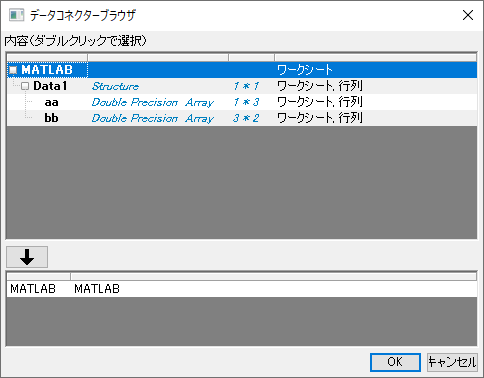 データコネクターブラウザ
内容(ダブルクリックで選択)
MATLAB ワークシート
Data1 Structure 1 * 1 ワークシート, 行列
aa Double Precision Array 1 * 3 ワークシート, 行列
bb Double Precision Array 3 * 2 ワークシート, 行列
MATLAB MATLAB
OK キャンセル